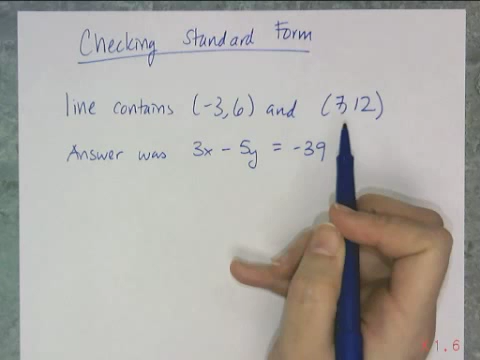 Checking Standard Form
line contains (-3,6) and (7,12)
Answer was 3x - 5y = -39